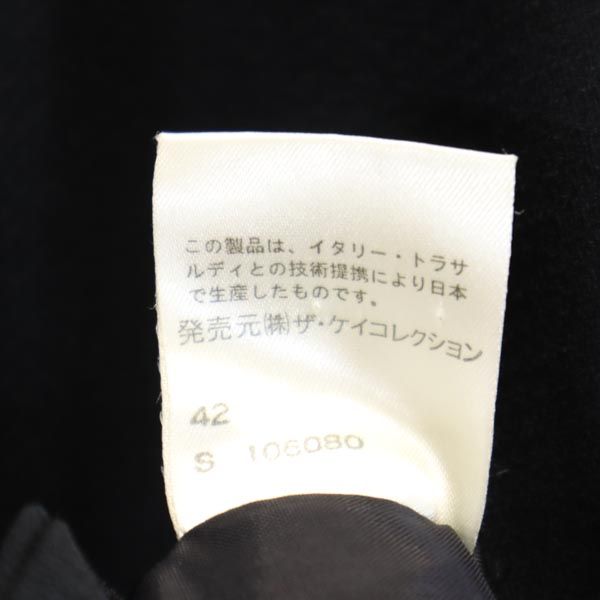 この製品は、イタリー・トラサ
ルディとの技術提携により日本
で生産したものです。
発売元㈱ザ・ケイコレクション
42
S 106080